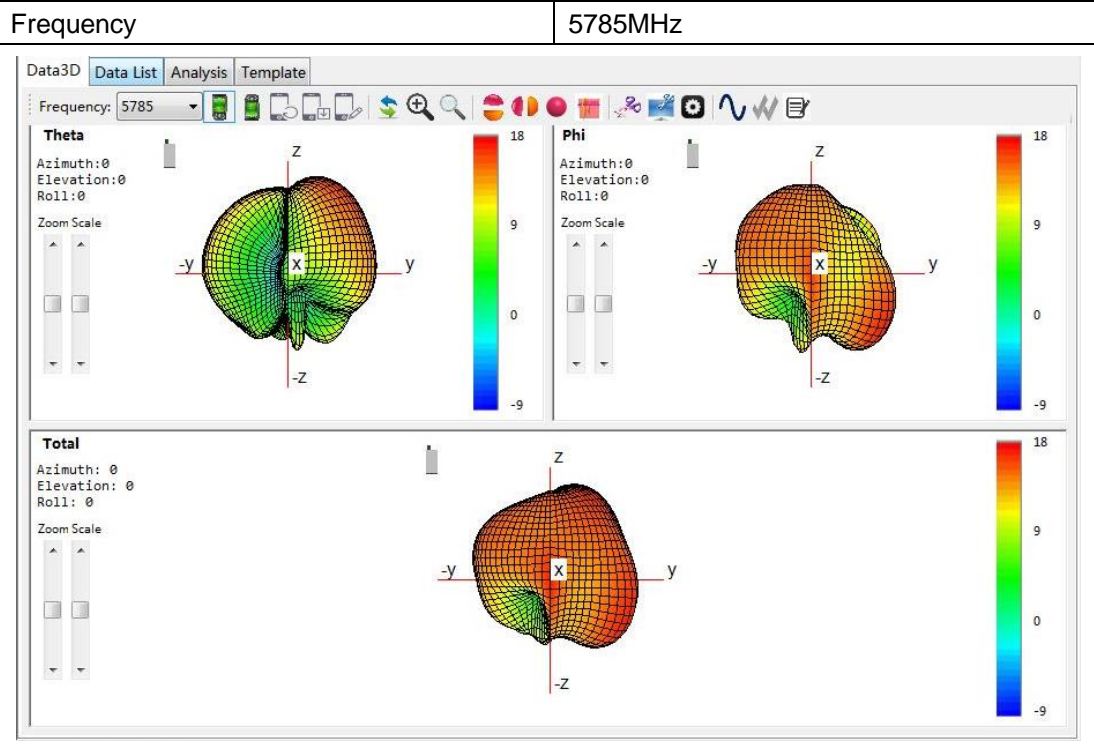 Frequency 5785MHz
Data3D Data List Analysis Template
Frequency: 5785
Theta
Azimuth:0
Elevation:0
Roll:0
Zoom Scale
z
-y x y
-z
18
9
0
-9
Phi
Azimuth:0
Elevation:0
Roll:0
Zoom Scale
z
-y x y
-z
18
9
0
-9
Total
Azimuth: 0
Elevation: 0
Roll: 0
Zoom Scale
z
-y x y
-z
18
9
0
-9